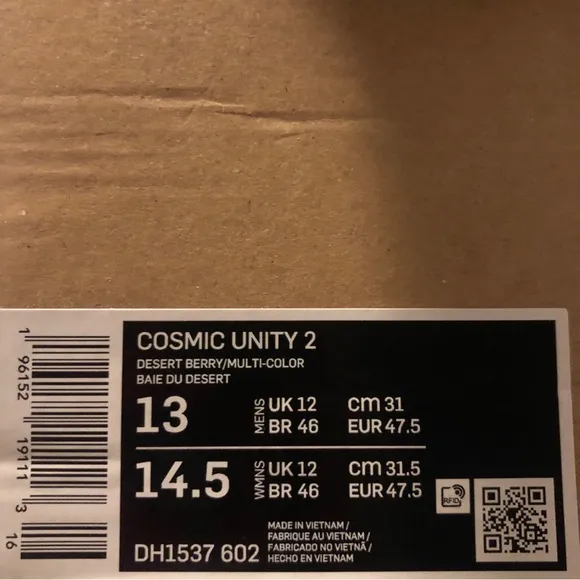 COSMIC UNITY 2
DESERT BERRY/MULTI-COLOR
BAIE DU DESERT
13 MENS UK 12 cm 31
BR 46 EUR 47.5
14.5 WMNS UK 12 cm 31.5
BR 46 EUR 47.5
RFID
DH1537 602
MADE IN VIETNAM /
FABRIQUE AU VIETNAM /
FABRICADO NO VIETNÃ /
HECHO EN VIETNAM
1 96152 19111 3 16